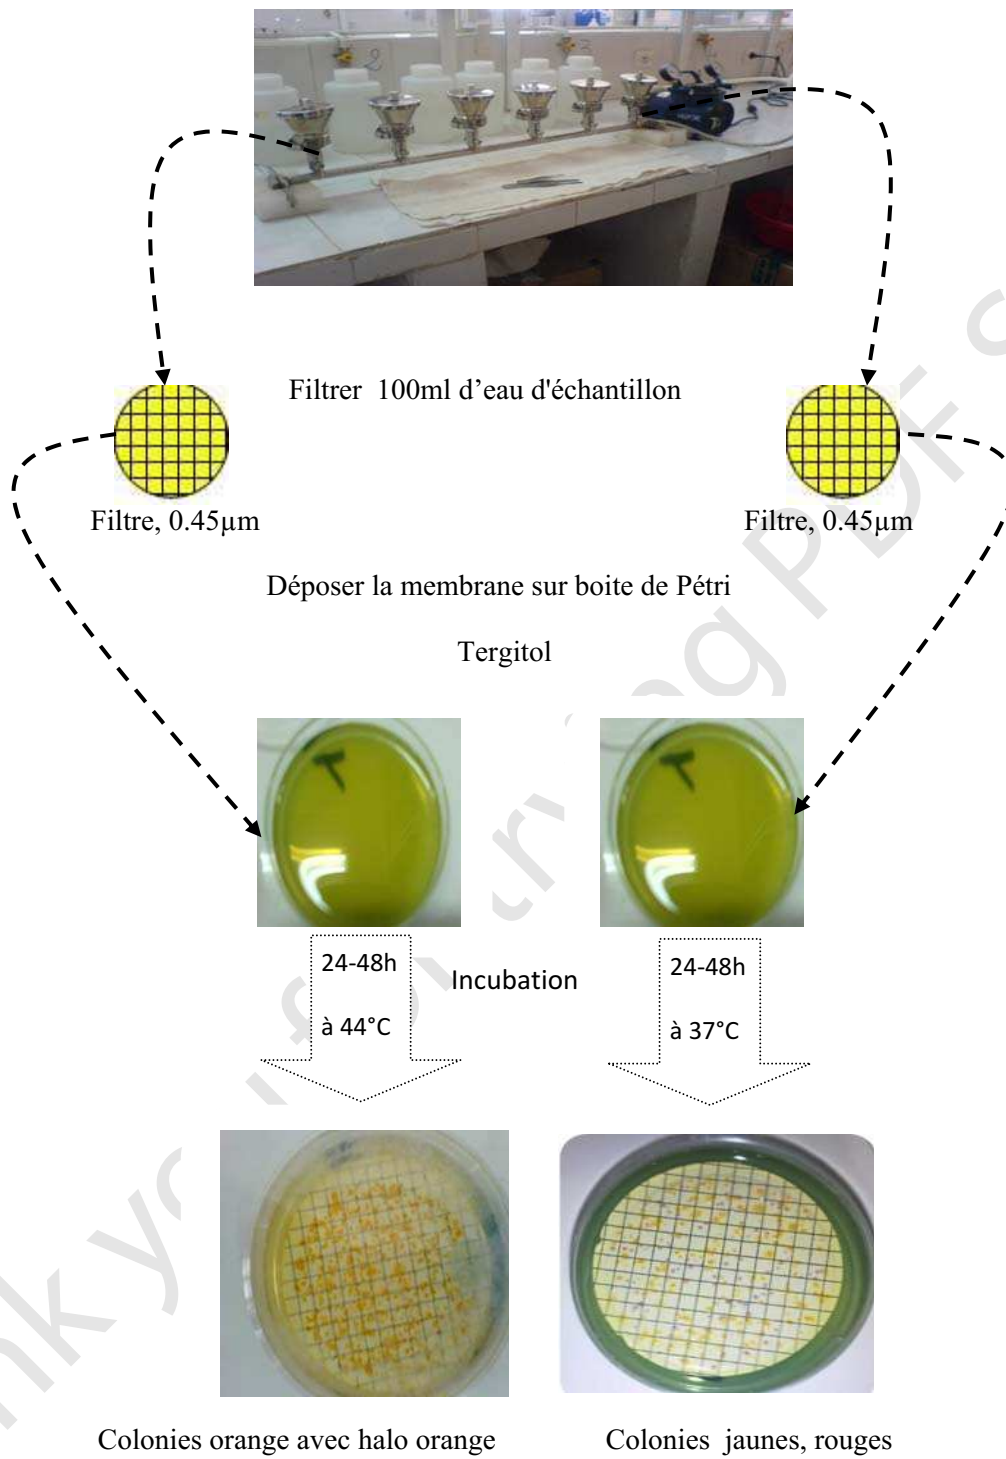 Filtrer 100ml d’eau d'échantillon
Filtre, 0.45µm
Filtre, 0.45µm
Déposer la membrane sur boite de Pétri
Tergitol
T
T
24-48h
à 44°C
Incubation
24-48h
à 37°C
Colonies orange avec halo orange
Colonies jaunes, rouges